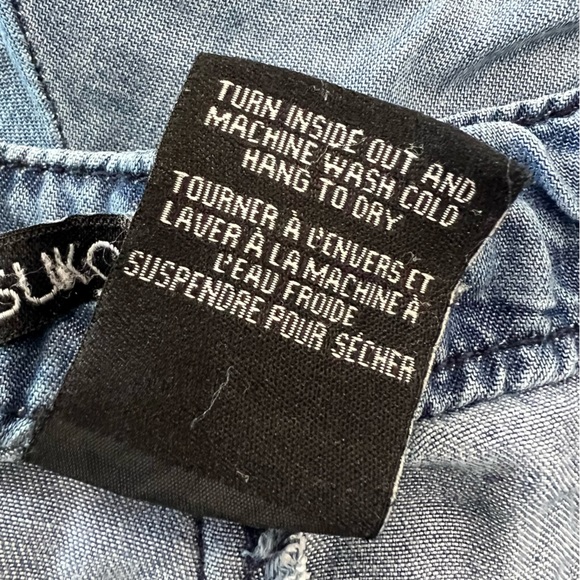 TURN INSIDE OUT AND
MACHINE WASH COLD
HANG TO DRY
TOURNER À L'ENVERS ET
LAVER À LA MACHINE À
L'EAU FROIDE
SUSPENDRE POUR SÉCHER